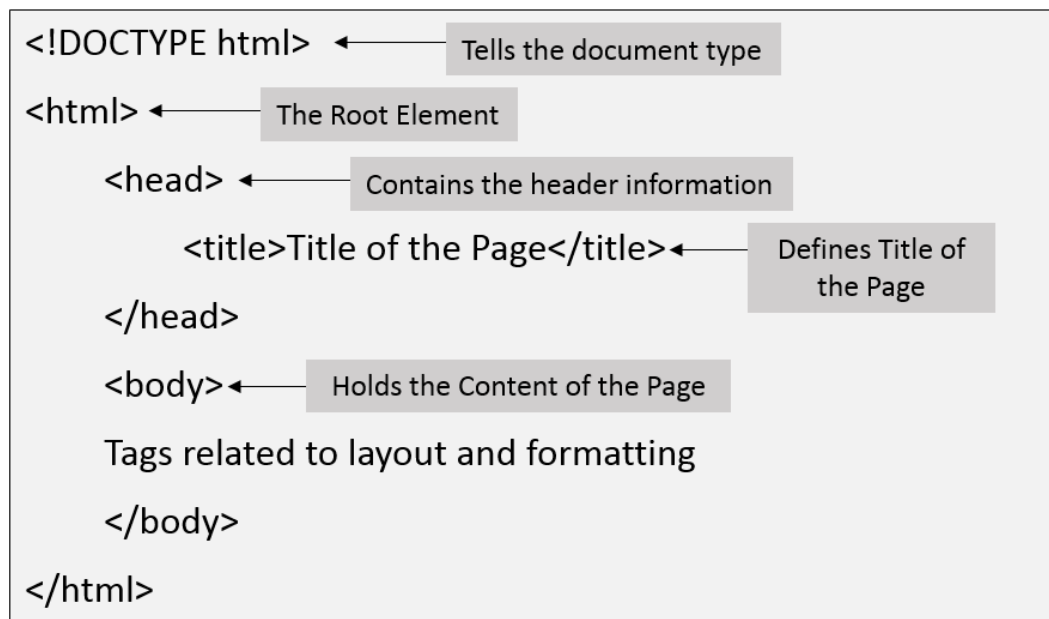 <!DOCTYPE html> Tells the document type
<html> The Root Element
<head> Contains the header information
<title>Title of the Page</title> Defines Title of
the Page
</head>
<body> Holds the Content of the Page
Tags related to layout and formatting
</body>
</html>